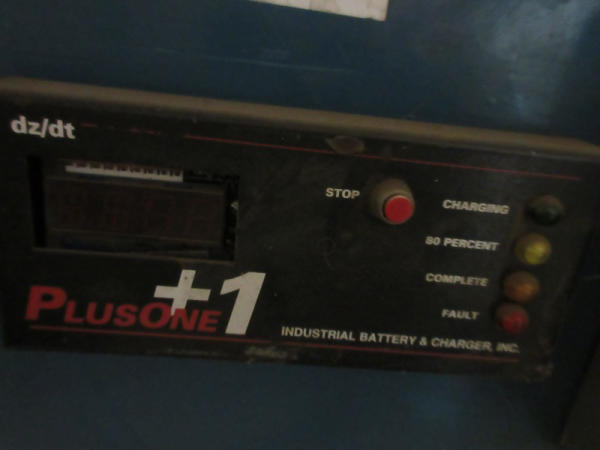 dz/dt
STOP
CHARGING
80 PERCENT
COMPLETE
FAULT
PLUSONE +1
INDUSTRIAL BATTERY & CHARGER, INC.